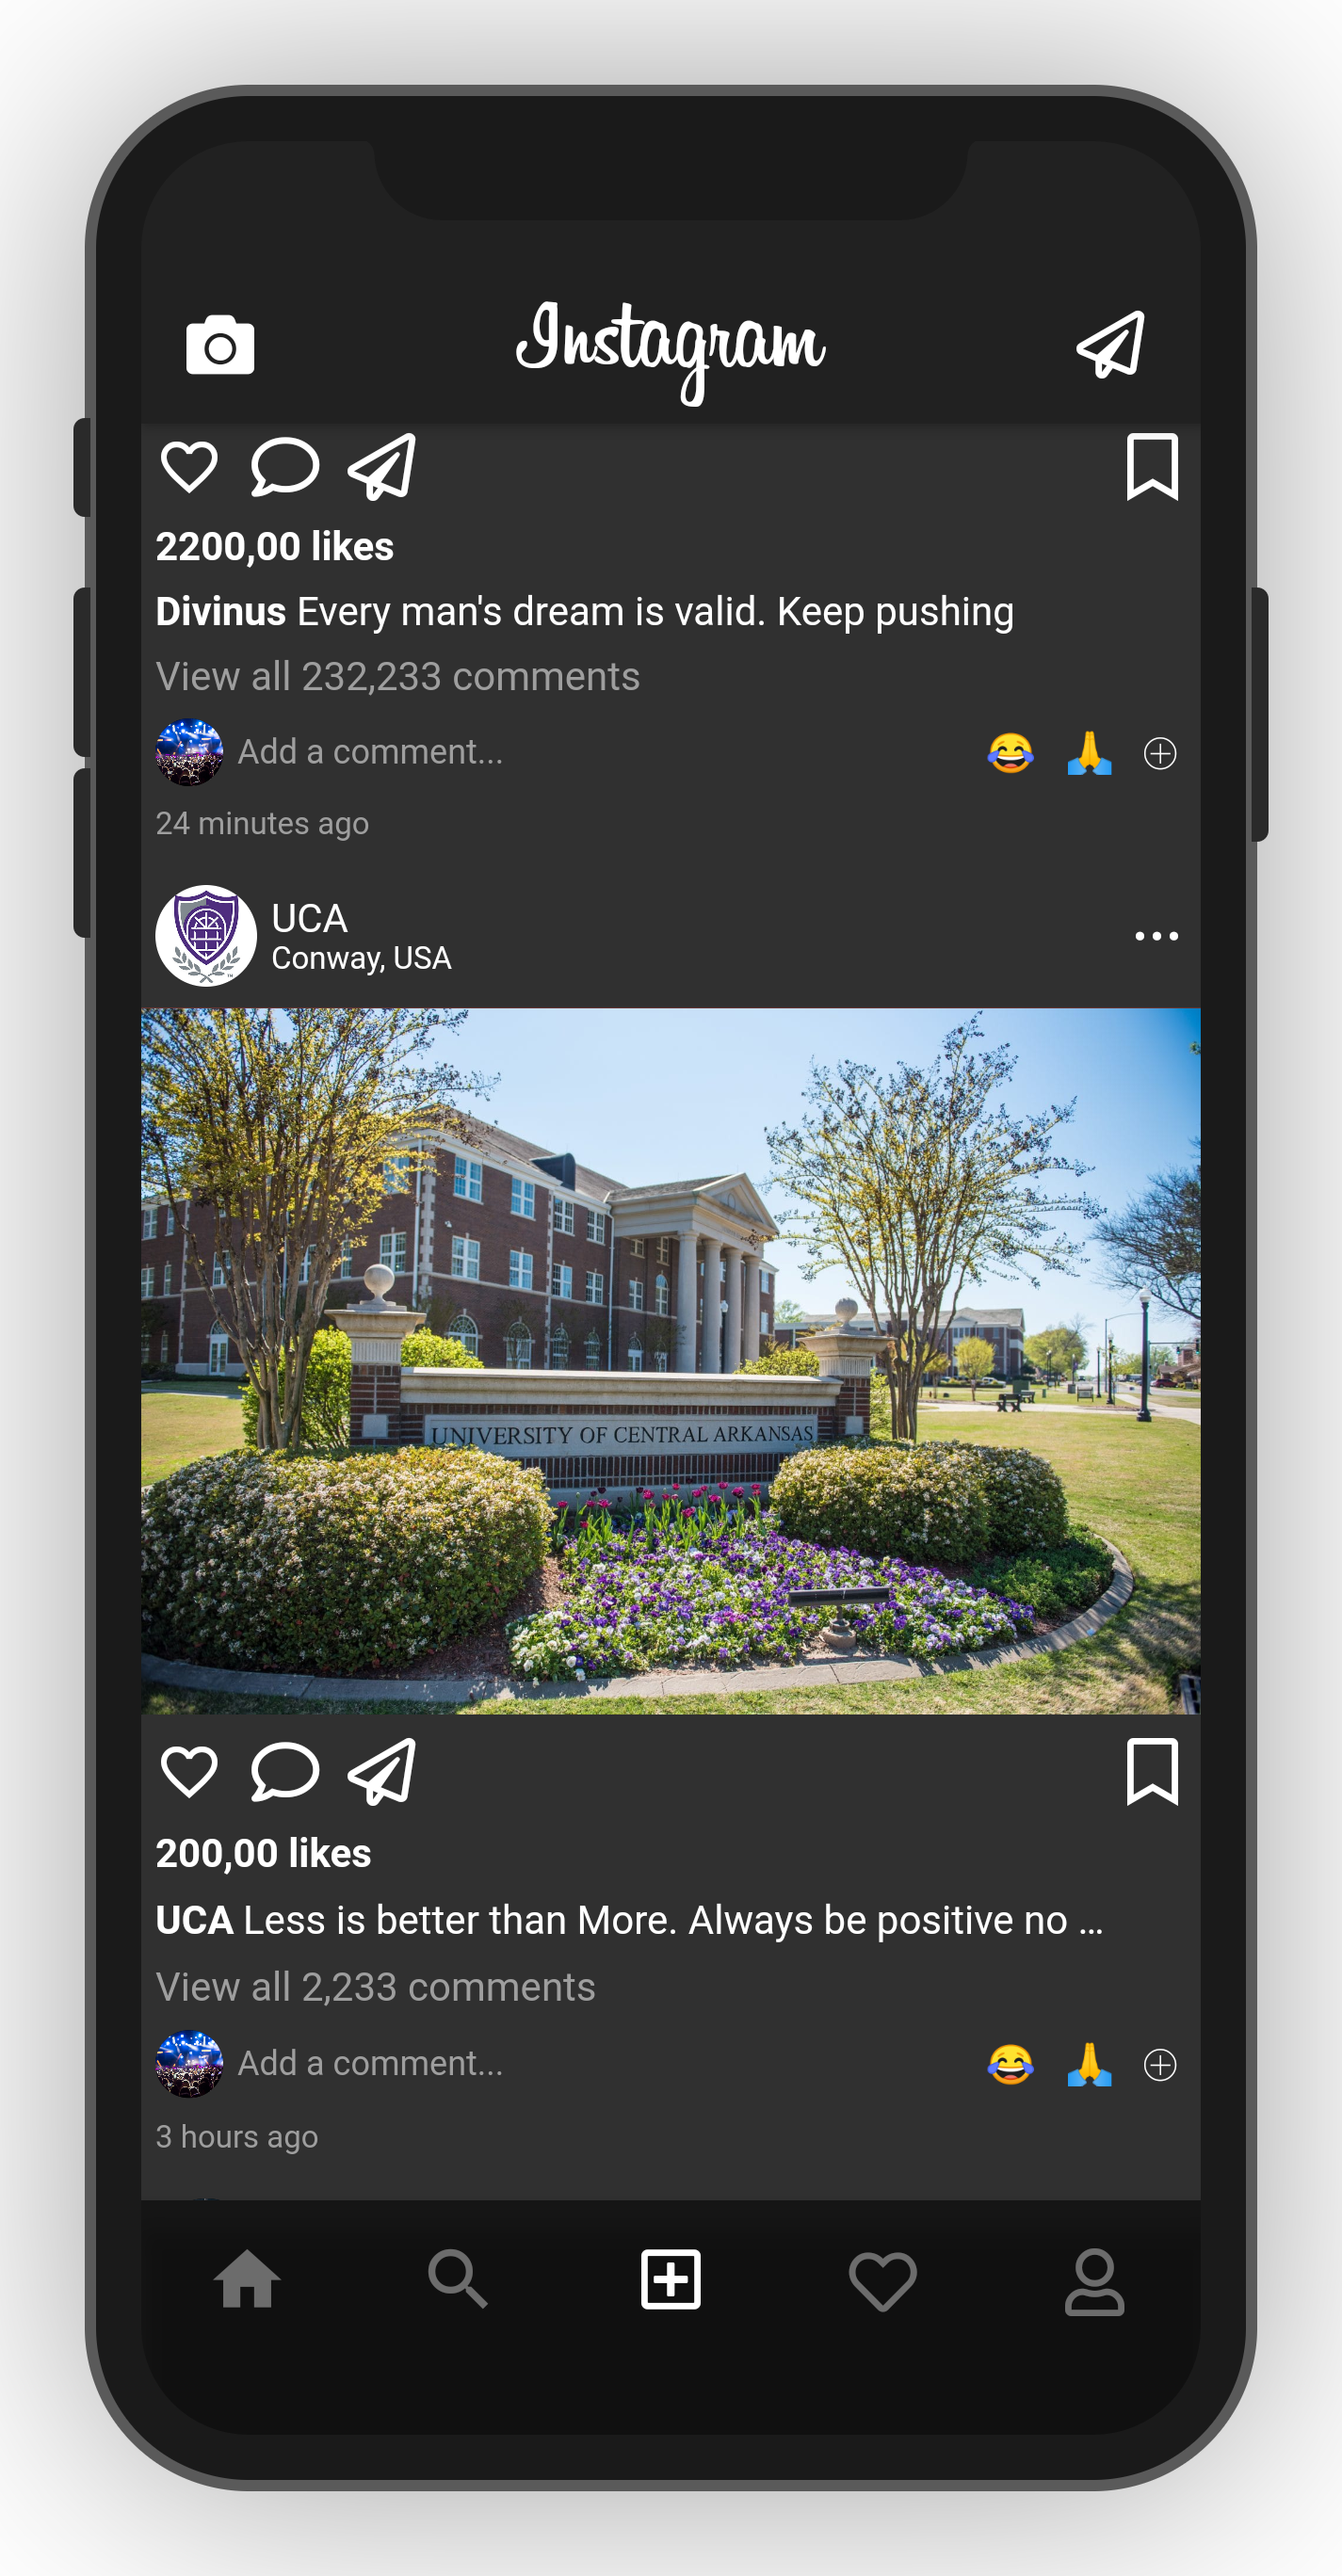 Instagram
2200,00 likes
Divinus Every man's dream is valid. Keep pushing
View all 232,233 comments
Add a comment...
24 minutes ago
UCA
Conway, USA
UNIVERSITY OF CENTRAL ARKANSAS
200,00 likes
UCA Less is better than More. Always be positive no ...
View all 2,233 comments
Add a comment...
3 hours ago